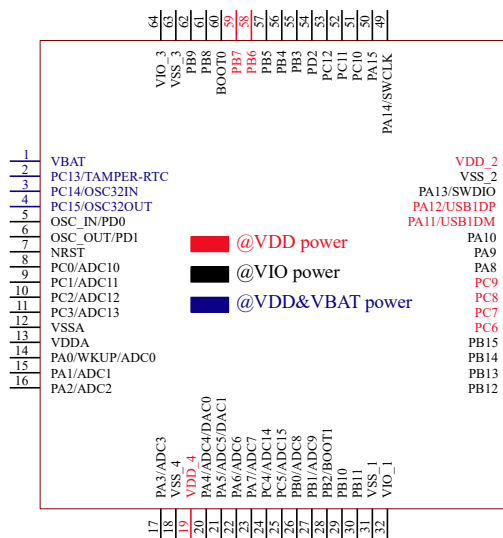 64
63
62
61
60
59
58
57
56
55
54
53
52
51
50
49
VIO_3
VSS_3
PB9
PB8
BOOT0
PB7
PB6
PB5
PB4
PB3
PD2
PC12
PC11
PC10
PA15
PA14/SWCLK
1 VBAT
2 PC13/TAMPER-RTC
3 PC14/OSC32IN
4 PC15/OSC32OUT
5 OSC_IN/PD0
6 OSC_OUT/PD1
7 NRST
8 PC0/ADC10
9 PC1/ADC11
10 PC2/ADC12
11 PC3/ADC13
12 VSSA
13 VDDA
14 PA0/WKUP/ADC0
15 PA1/ADC1
16 PA2/ADC2
@VDD power
@VIO power
@VDD&VBAT power
VDD_2
VSS_2
PA13/SWDIO
PA12/USB1DP
PA11/USB1DM
PA10
PA9
PA8
PC9
PC8
PC7
PC6
PB15
PB14
PB13
PB12
PA3/ADC3
VSS_4
VDD_4
PA4/ADC4/DAC0
PA5/ADC5/DAC1
PA6/ADC6
PA7/ADC7
PC4/ADC14
PC5/ADC15
PB0/ADC8
PB1/ADC9
PB2/BOOT1
PB10
PB11
VSS_1
VIO_1
17
18
19
20
21
22
23
24
25
26
27
28
29
30
31
32